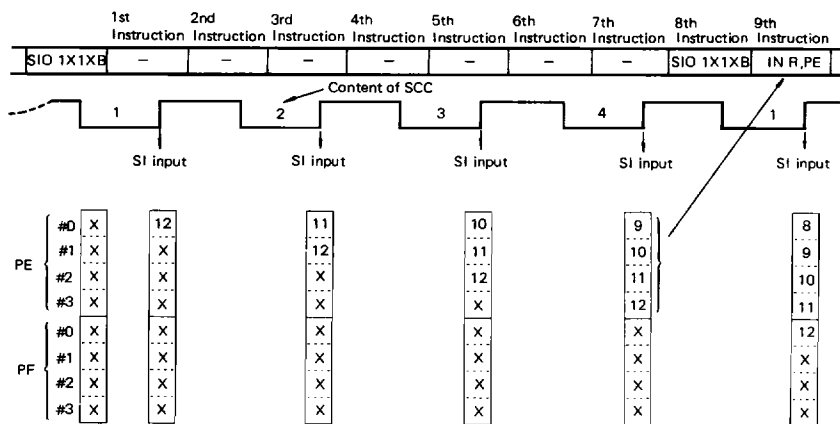 1st 2nd 3rd 4th 5th 6th 7th 8th 9th
Instruction Instruction Instruction Instruction Instruction Instruction Instruction Instruction Instruction
SIO 1X1XB – – – – – – – SIO 1X1XB IN R,PE
Content of SCC
1 2 3 4 1
SI input SI input SI input SI input SI input
#0 X 12 11 10 9 8
#1 X X 12 11 10 9
PE
#2 X X X 12 11 10
#3 X X X X 12 11
#0 X X X X X 12
#1 X X X X X X
PF
#2 X X X X X X
#3 X X X X X X